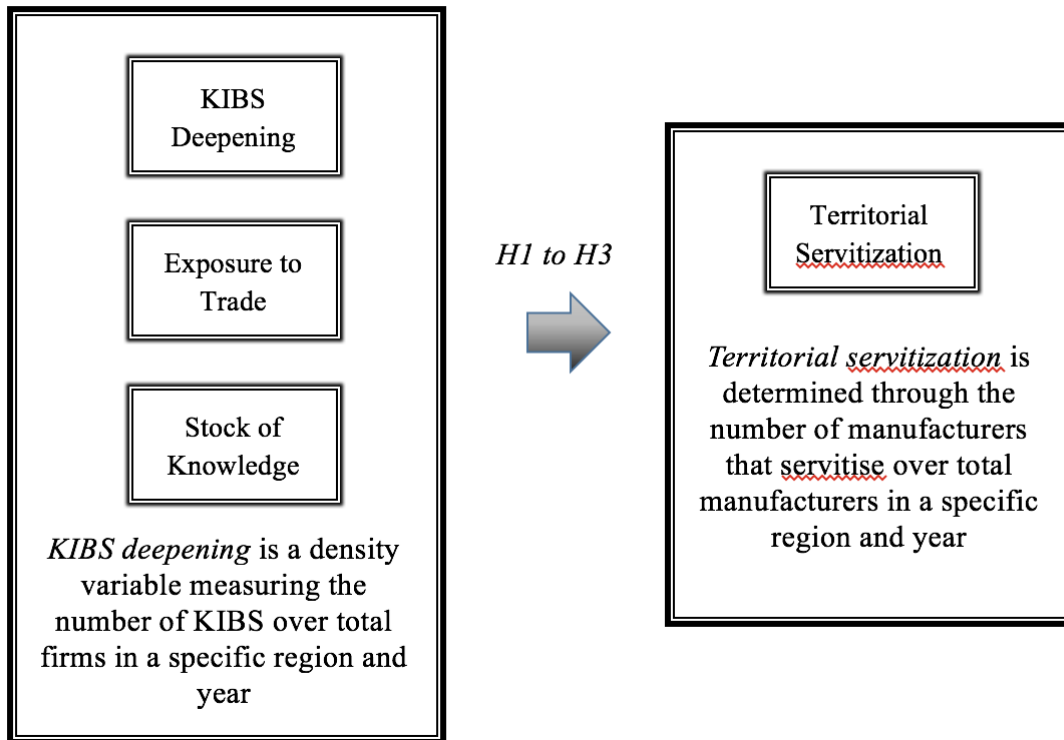 KIBS
Deepening
Exposure to
Trade
Stock of
Knowledge
KIBS deepening is a density
variable measuring the
number of KIBS over total
firms in a specific region and
year
H1 to H3
Territorial
Servitization
Territorial servitization is
determined through the
number of manufacturers
that servitise over total
manufacturers in a specific
region and year